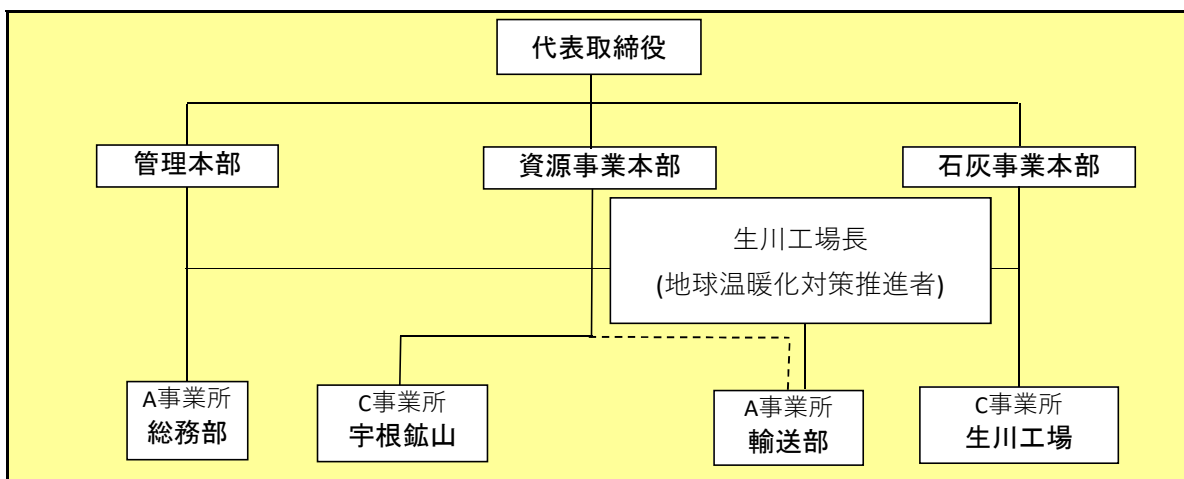 代表取締役
管理本部
資源事業本部
石灰事業本部
生川工場長
(地球温暖化対策推進者)
A事業所
総務部
C事業所
宇根鉱山
A事業所
輸送部
C事業所
生川工場